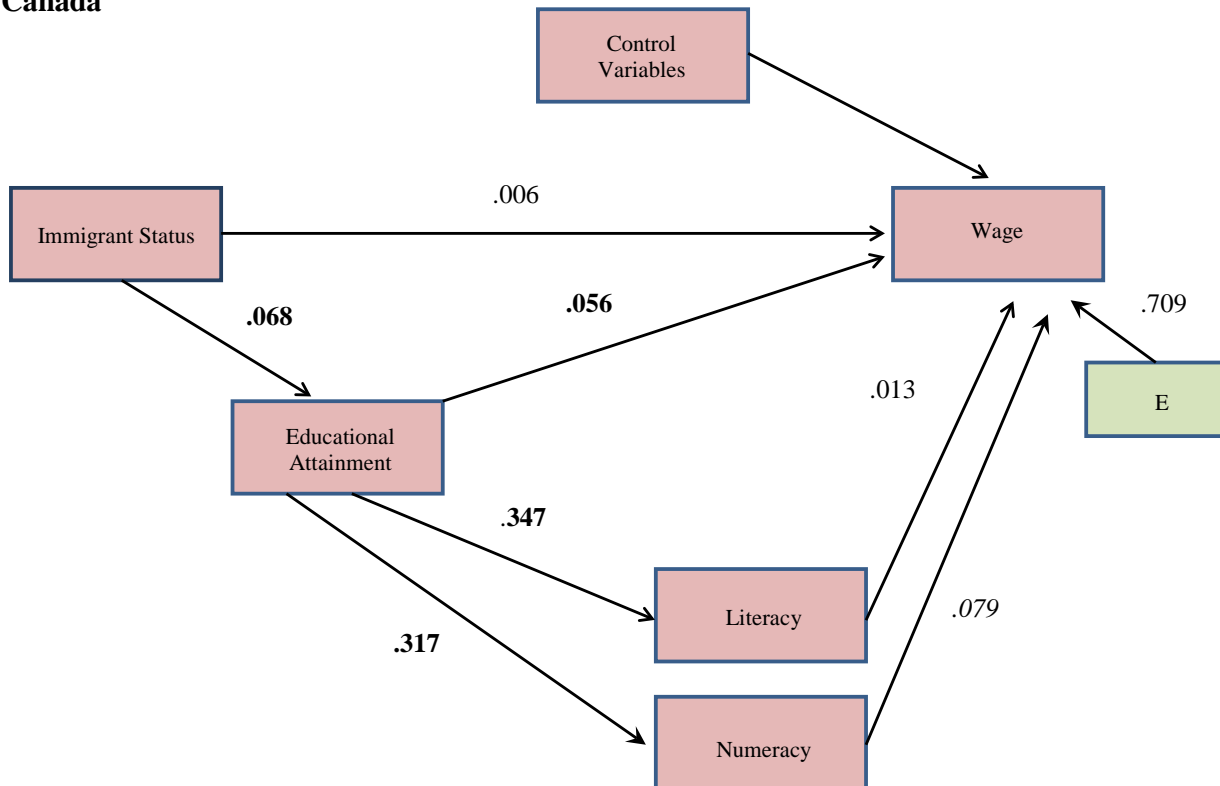 Canada
Control
Variables
.006
Immigrant Status
Wage
.068
.056
.709
.013
E
Educational
Attainment
.347
.079
Literacy
.317
Numeracy